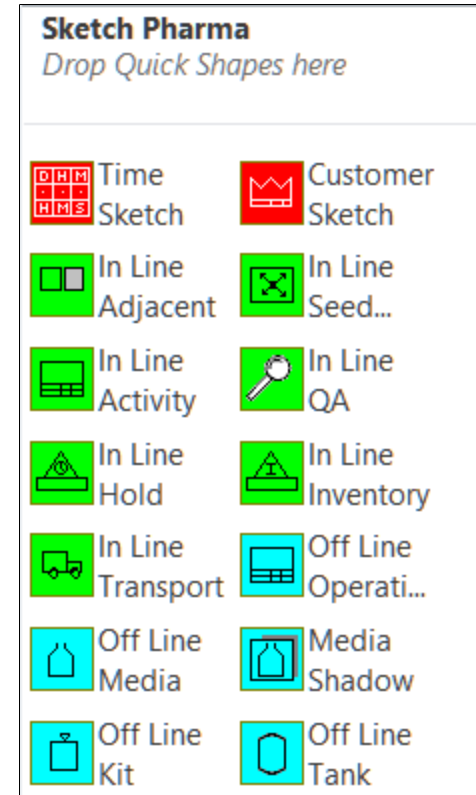 Sketch Pharma
Drop Quick Shapes here
D H M
H M S
Time
Sketch
Customer
Sketch
In Line
Adjacent
In Line
Seed...
In Line
Activity
In Line
QA
In Line
Hold
I
In Line
Inventory
In Line
Transport
Off Line
Operati...
Off Line
Media
Media
Shadow
Off Line
Kit
Off Line
Tank